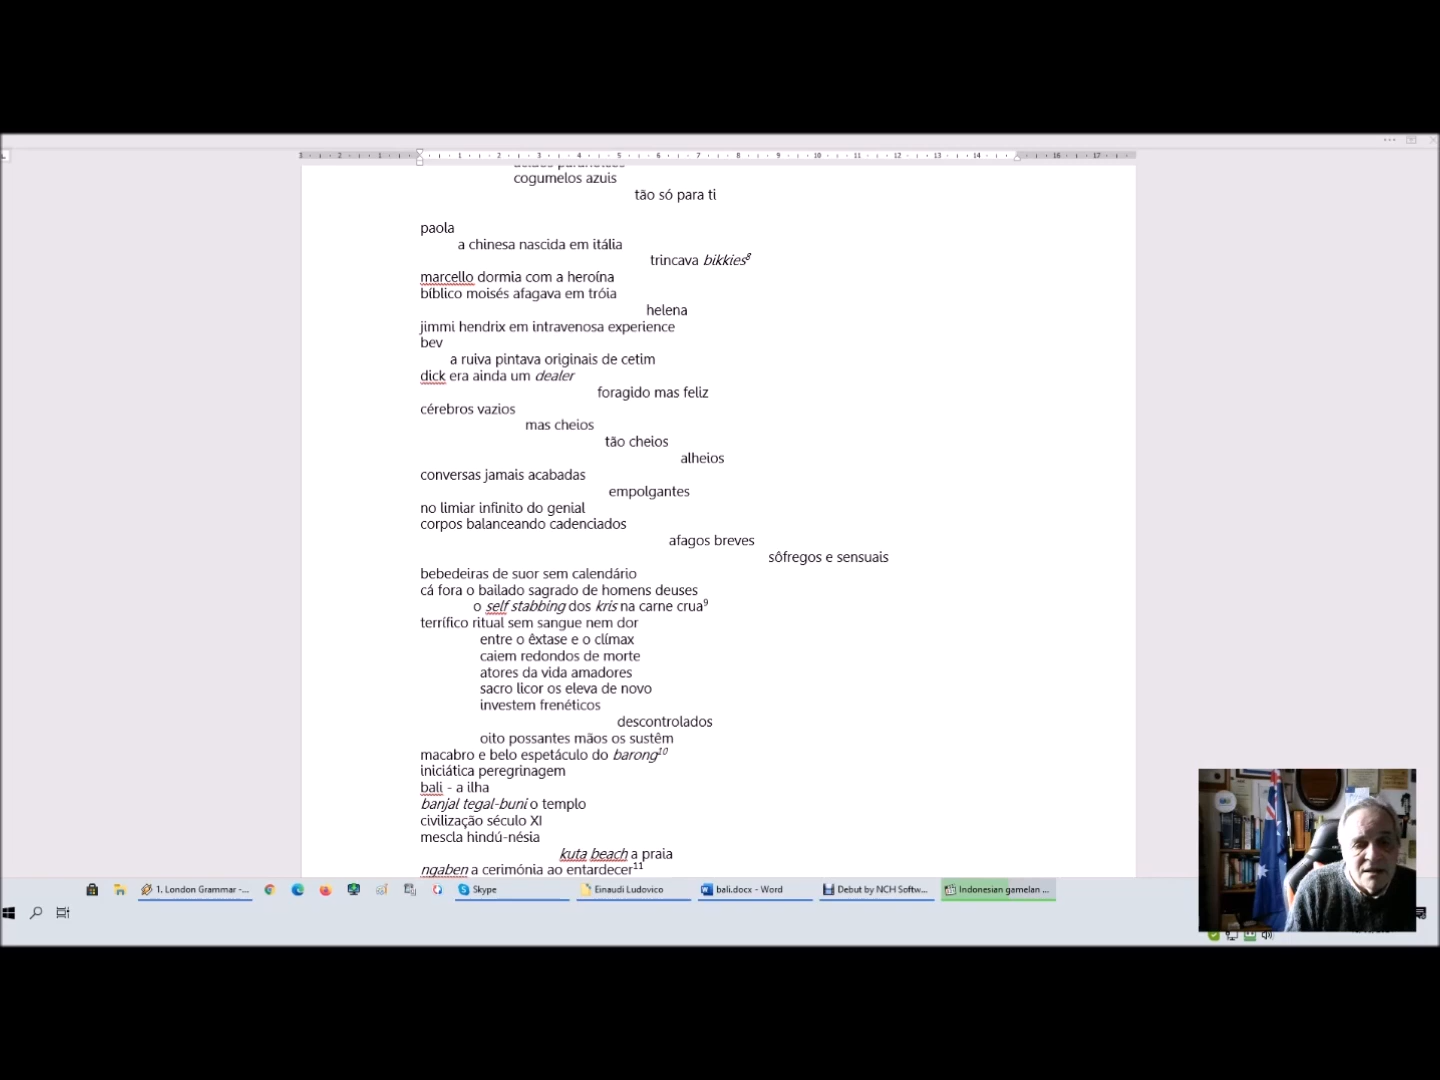 cogumelos azuis
tão só para ti
paola
a chinesa nascida em itália
trincava bikkies8
marcello dormia com a heroína
bíblico moisés afagava em tróia
helena
jimmi hendrix em intravenosa experience
bev
a ruiva pintava originais de cetim
dick era ainda um dealer
foragido mas feliz
cérebros vazios
mas cheios
tão cheios
alheios
conversas jamais acabadas
empolgantes
no limiar infinito do genial
corpos balanceando cadenciados
afagos breves
sôfregos e sensuais
bebedeiras de suor sem calendário
cá fora o bailado sagrado de homens deuses
o self stabbing dos kris na carne crua9
terrífico ritual sem sangue nem dor
entre o êxtase e o clímax
caiem redondos de morte
atores da vida amadores
sacro licor os eleva de novo
investem frenéticos
descontrolados
oito possantes mãos os sustêm
macabro e belo espetáculo do barong10
iniciática peregrinagem
bali - a ilha
banjal tegal-buni o templo
civilização século XI
mescla hindú-nésia
kuta beach a praia
ngaben a cerimónia ao entardecer11
1. London Grammar -... Skype Einaudi Ludovico bali.docx - Word Debut by NCH Softw... Indonesian gamelan ...